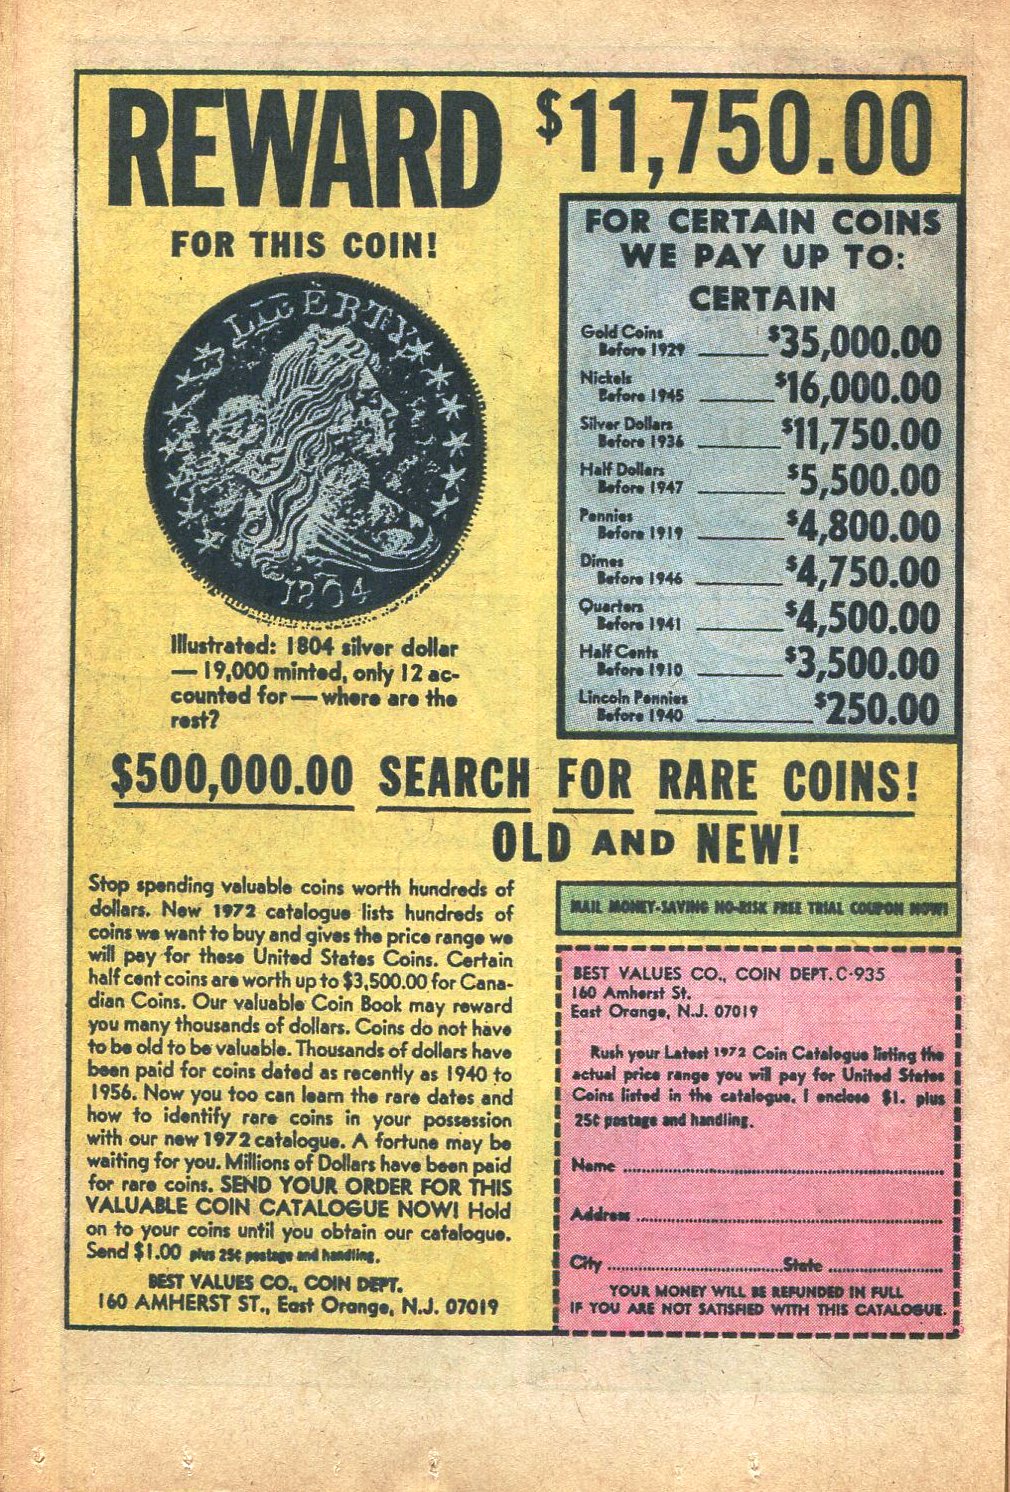 REWARD $11,750.00
FOR THIS COIN!
LIBERTY
1804
Illustrated: 1804 silver dollar
— 19,000 minted, only 12 ac-
counted for — where are the
rest?
FOR CERTAIN COINS
WE PAY UP TO:
CERTAIN
Gold Coins
Before 1929 $35,000.00
Nickels
Before 1945 $16,000.00
Silver Dollars
Before 1936 $11,750.00
Half Dollars
Before 1947 $5,500.00
Pennies
Before 1919 $4,800.00
Dimes
Before 1946 $4,750.00
Quarters
Before 1941 $4,500.00
Half Cents
Before 1910 $3,500.00
Lincoln Pennies
Before 1940 $250.00
$500,000.00 SEARCH FOR RARE COINS!
OLD AND NEW!
Stop spending valuable coins worth hundreds of
dollars. New 1972 catalogue lists hundreds of
coins we want to buy and gives the price range we
will pay for these United States Coins. Certain
half cent coins are worth up to $3,500.00 for Cana-
dian Coins. Our valuable Coin Book may reward
you many thousands of dollars. Coins do not have
to be old to be valuable. Thousands of dollars have
been paid for coins dated as recently as 1940 to
1956. Now you too can learn the rare dates and
how to identify rare coins in your possession
with our new 1972 catalogue. A fortune may be
waiting for you. Millions of Dollars have been paid
for rare coins. SEND YOUR ORDER FOR THIS
VALUABLE COIN CATALOGUE NOW! Hold
on to your coins until you obtain our catalogue.
Send $1.00 plus 25¢ postage and handling.
BEST VALUES CO., COIN DEPT.
160 AMHERST ST., East Orange, N.J. 07019
MAIL MONEY-SAVING NO-RISK FREE TRIAL COUPON NOW!
BEST VALUES CO., COIN DEPT. C-935
160 Amherst St.
East Orange, N.J. 07019
Rush your Latest 1972 Coin Catalogue listing the
actual price range you will pay for United States
Coins listed in the catalogue. I enclose $1. plus
25¢ postage and handling.
Name
Address
City State
YOUR MONEY WILL BE REFUNDED IN FULL
IF YOU ARE NOT SATISFIED WITH THIS CATALOGUE.